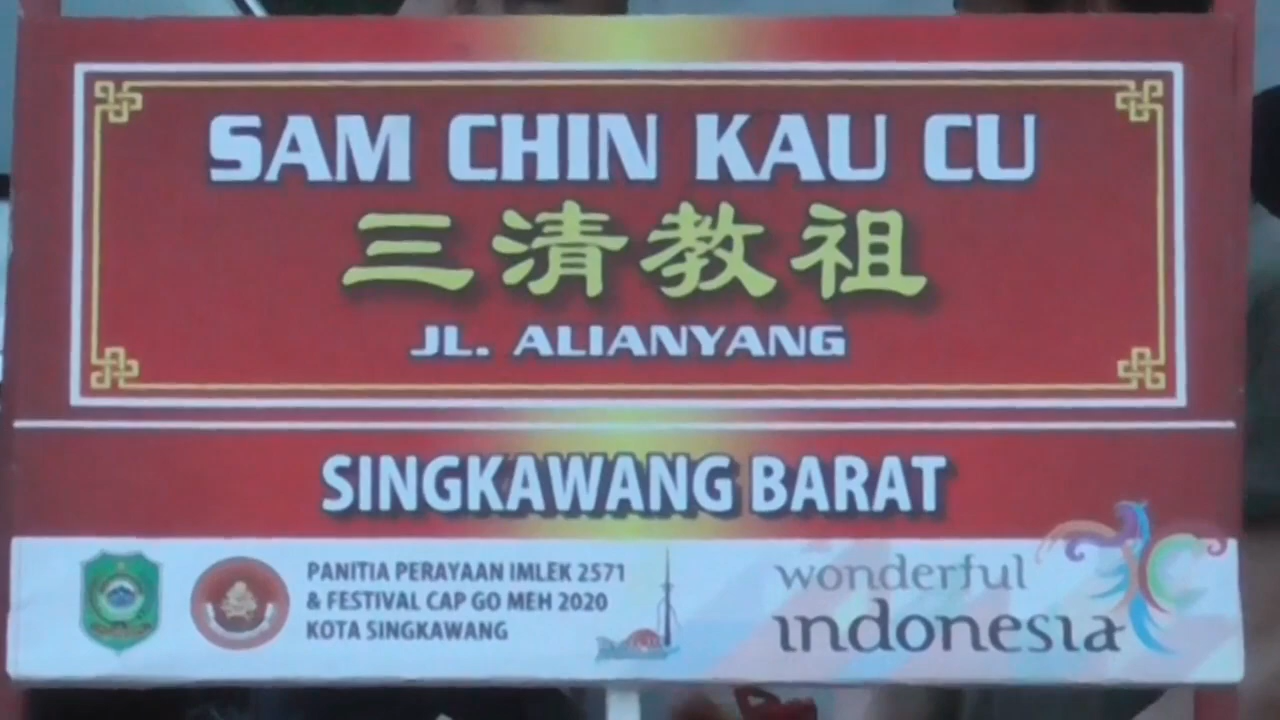 SAM CHIN KAU CU
三清教祖
JL. ALIANYANG
SINGKAWANG BARAT
PANITIA PERAYAAN IMLEK 2571
& FESTIVAL CAP GO MEH 2020
KOTA SINGKAWANG
wonderful
indonesia